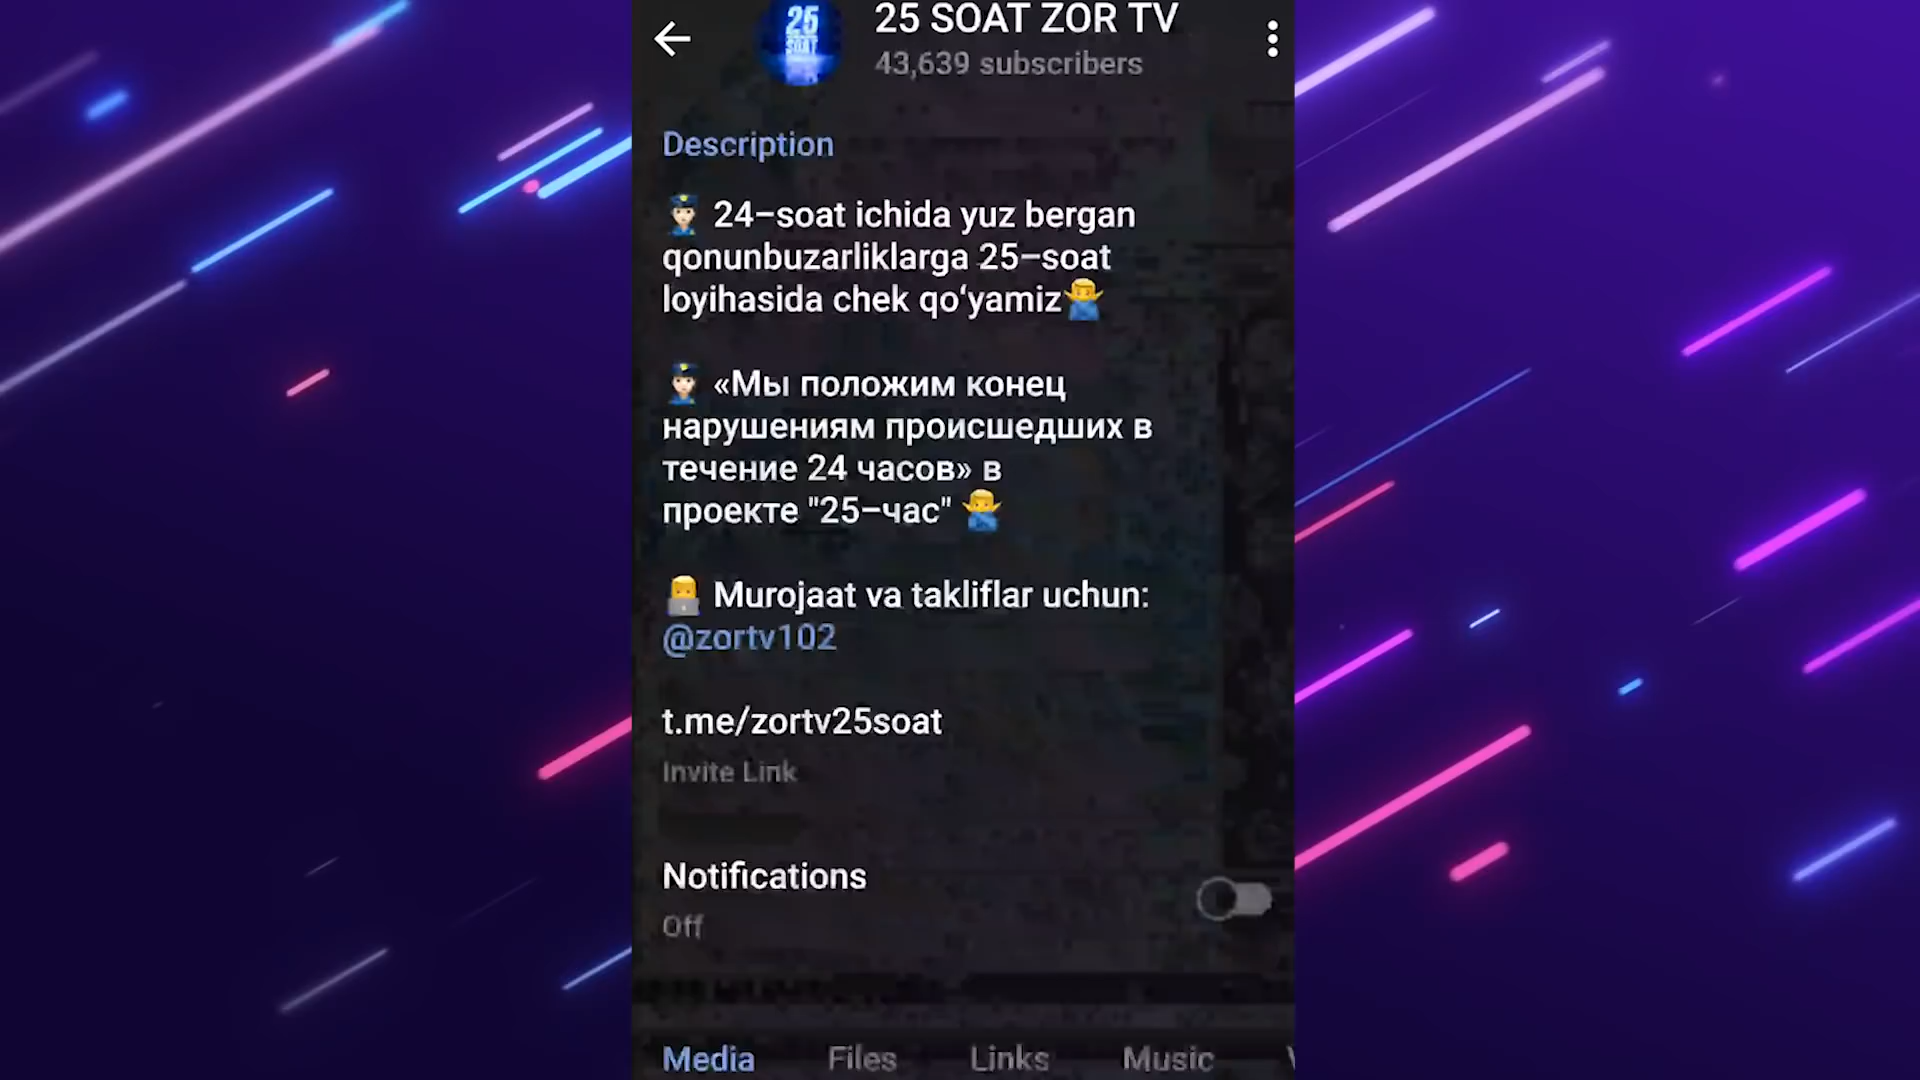 25 SOAT ZOR TV
25
SOAT
43,639 subscribers
Description
24–soat ichida yuz bergan
qonunbuzarliklarga 25–soat
loyihasida chek qo‘yamiz
«Мы положим конец
нарушениям происшедших в
течение 24 часов» в
проекте "25–час"
Murojaat va takliflar uchun:
@zortv102
t.me/zortv25soat
Invite Link
Notifications
Off
Media Files Links Music